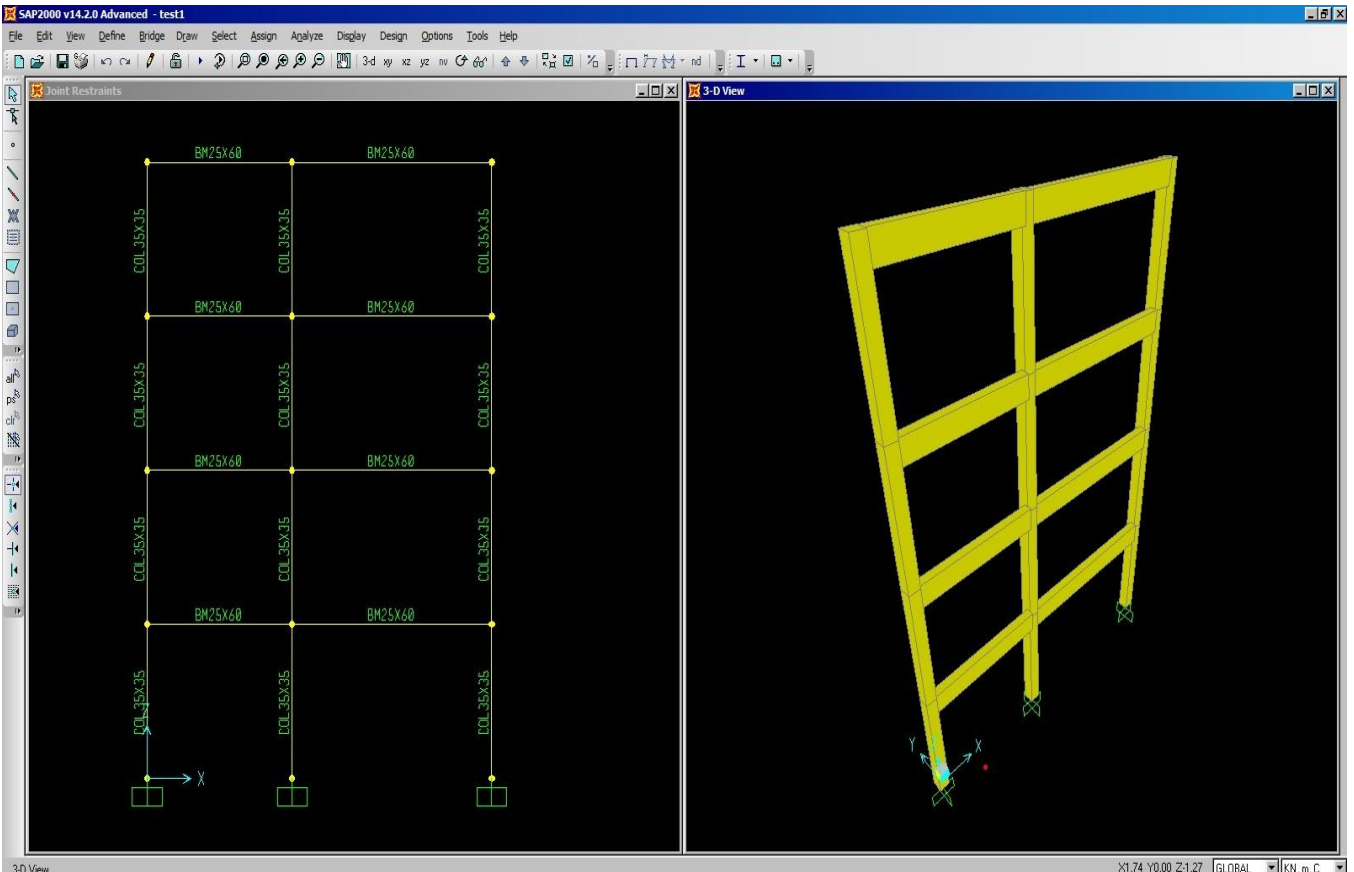 SAP2000 v14.2.0 Advanced - test1
File Edit View Define Bridge Draw Select Assign Analyze Display Design Options Tools Help
3-d xy xz yz nv nd
Joint Restraints
3-D View
all
ps
clr
BM25X60 BM25X60
COL35X35 COL35X35 COL35X35
BM25X60 BM25X60
COL35X35 COL35X35 COL35X35
BM25X60 BM25X60
COL35X35 COL35X35 COL35X35
BM25X60 BM25X60
COL35X35 COL35X35 COL35X35
Z
X
Y X
3-D View X1.74 Y0.00 Z-1.27 GLOBAL KN, m, C